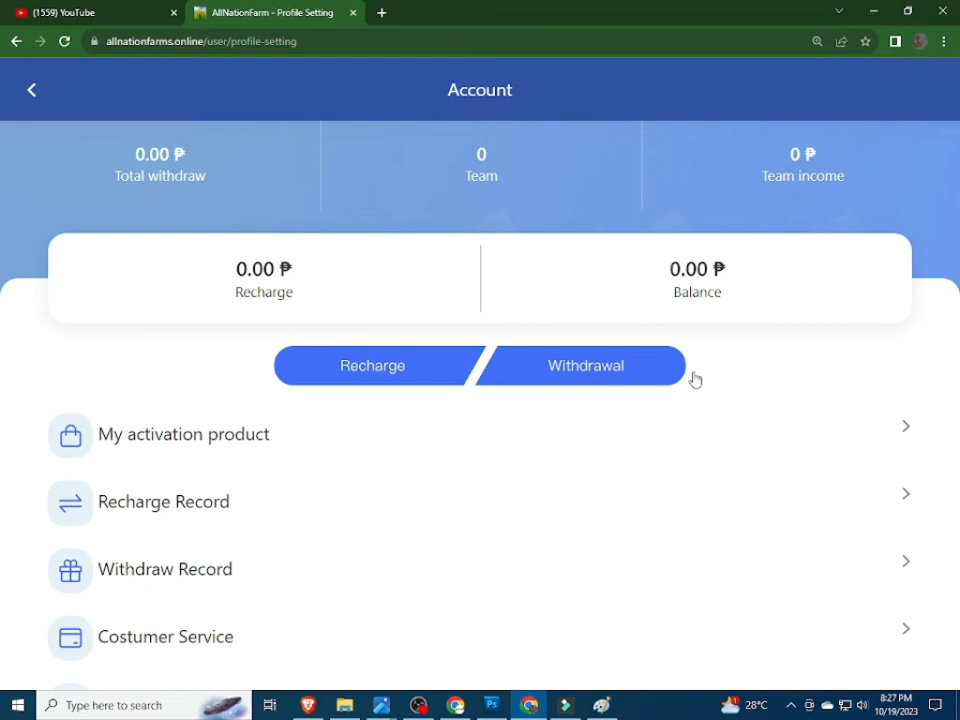 (1559) YouTube
AllNationFarm - Profile Setting
allnationfarms.online/user/profile-setting
Account
0.00 ₱
Total withdraw
0
Team
0 ₱
Team income
0.00 ₱
Recharge
0.00 ₱
Balance
Recharge
Withdrawal
My activation product
Recharge Record
Withdraw Record
Costumer Service
Type here to search
Ps
28°C
8:27 PM
10/19/2023